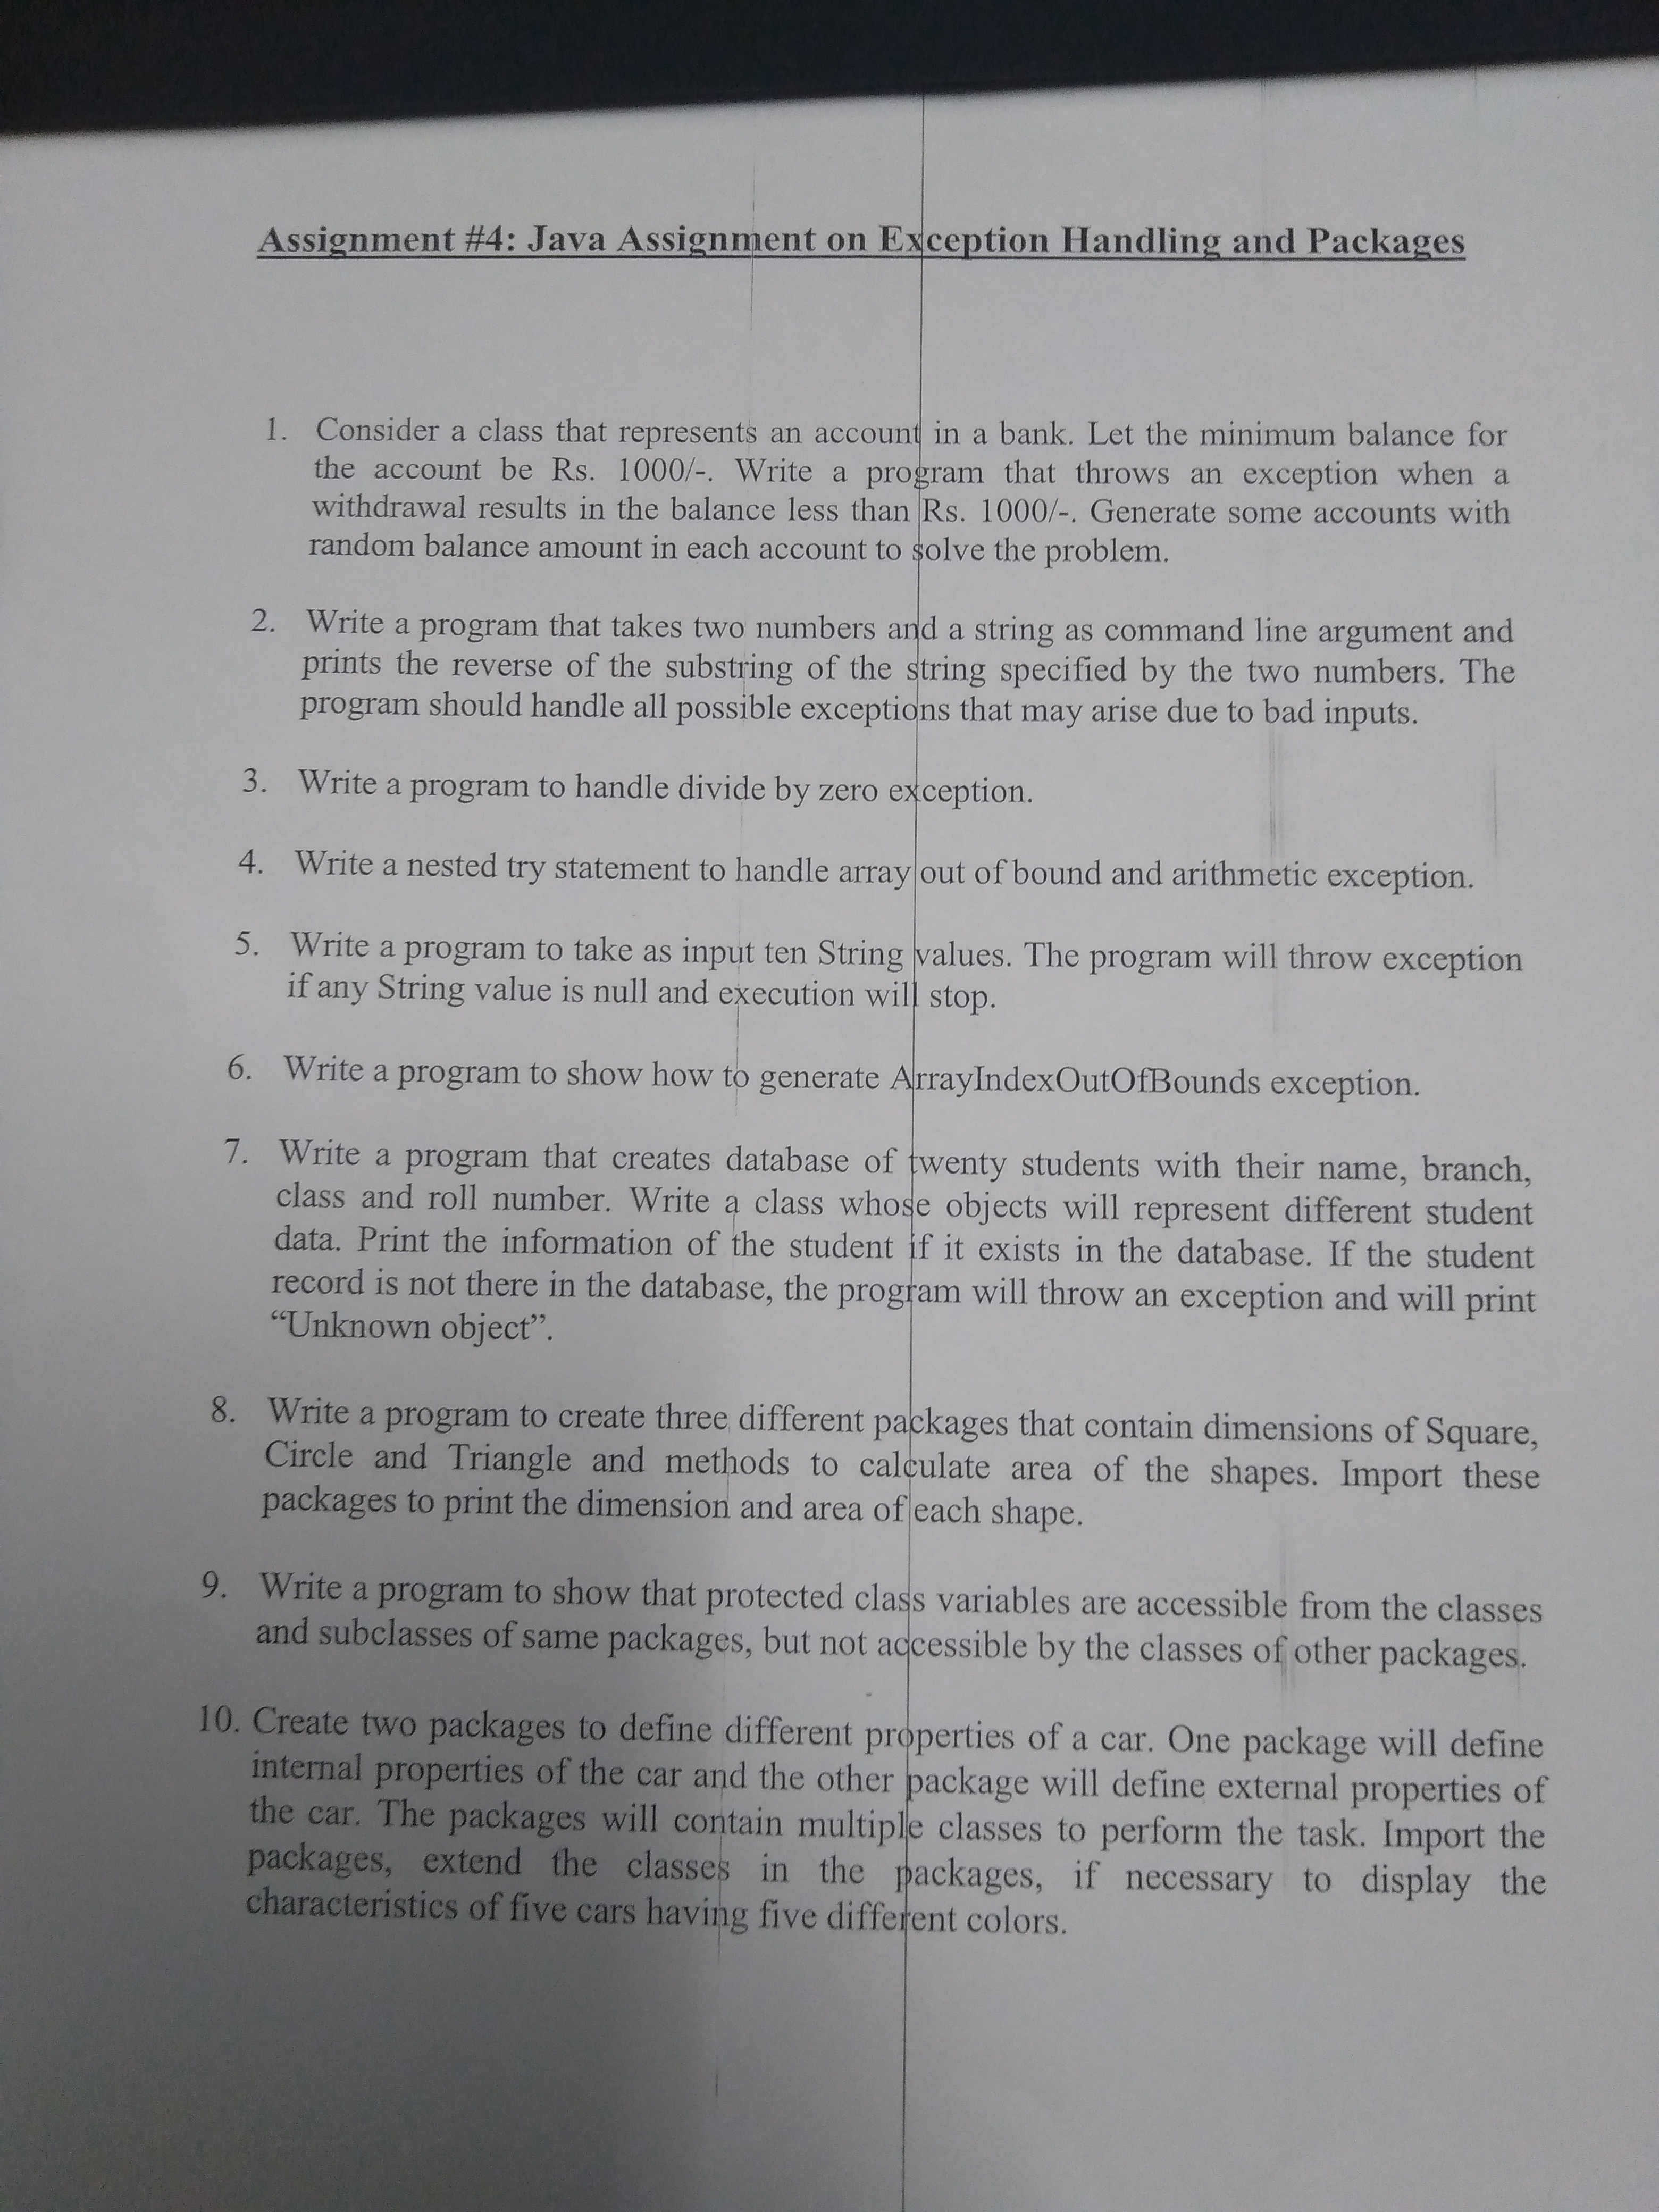 Assignment #4: Java Assignment on Exception Handling and Packages
1. Consider a class that represents an account in a bank. Let the minimum balance for
the account be Rs. 1000/-. Write a program that throws an exception when a
withdrawal results in the balance less than Rs. 1000/-. Generate some accounts with
random balance amount in each account to solve the problem.
2. Write a program that takes two numbers and a string as command line argument and
prints the reverse of the substring of the string specified by the two numbers. The
program should handle all possible exceptions that may arise due to bad inputs.
3. Write a program to handle divide by zero exception.
4. Write a nested try statement to handle array out of bound and arithmetic exception.
5. Write a program to take as input ten String values. The program will throw exception
if any String value is null and execution will stop.
6. Write a program to show how to generate ArrayIndexOutOfBounds exception.
7. Write a program that creates database of twenty students with their name, branch,
class and roll number. Write a class whose objects will represent different student
data. Print the information of the student if it exists in the database. If the student
record is not there in the database, the program will throw an exception and will print
“Unknown object”.
8. Write a program to create three different packages that contain dimensions of Square,
Circle and Triangle and methods to calculate area of the shapes. Import these
packages to print the dimension and area of each shape.
9. Write a program to show that protected class variables are accessible from the classes
and subclasses of same packages, but not accessible by the classes of other packages.
10. Create two packages to define different properties of a car. One package will define
internal properties of the car and the other package will define external properties of
the car. The packages will contain multiple classes to perform the task. Import the
packages, extend the classes in the packages, if necessary to display the
characteristics of five cars having five different colors.